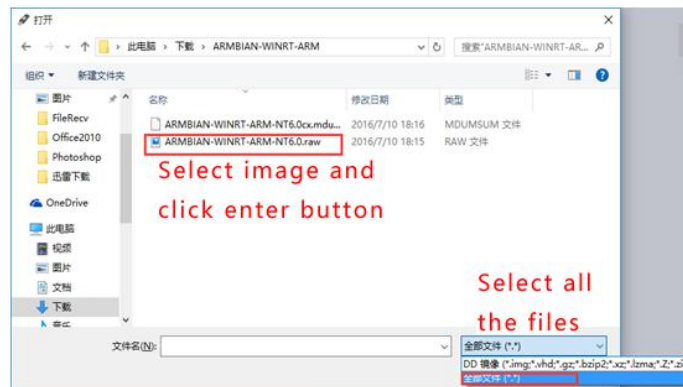 打开
此电脑 › 下载 › ARMBIAN-WINRT-ARM
搜索"ARMBIAN-WINRT-AR...
组织 新建文件夹
图片
FileRecv
Office2010
Photoshop
迅雷下载
OneDrive
此电脑
视频
图片
文档
下载
音乐
名称 修改日期 类型
ARMBIAN-WINRT-ARM-NT6.0cx.mdu... 2016/7/10 18:16 MDUMSUM 文件
ARMBIAN-WINRT-ARM-NT6.0.raw 2016/7/10 18:15 RAW 文件
Select image and
click enter button
Select all
the files
文件名(N): 全部文件 (*.*)
DD 镜像 (*.img;*.vhd;*.gz;*.bzip2;*.xz;*.lzma;*.Z;*.zi
全部文件 (*.*)